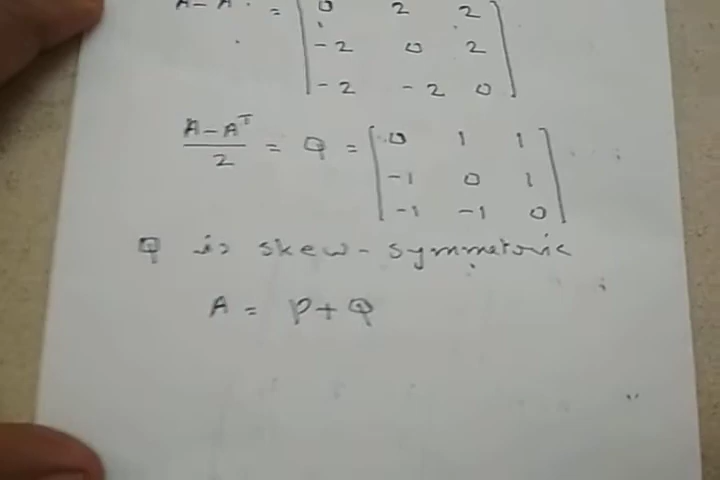 A - A = [ 0 2 2
-2 0 2
-2 -2 0 ]
A - Aᵀ / 2 = Q = [ 0 1 1
-1 0 1
-1 -1 0 ]
Q is skew-symmetric
A = P + Q